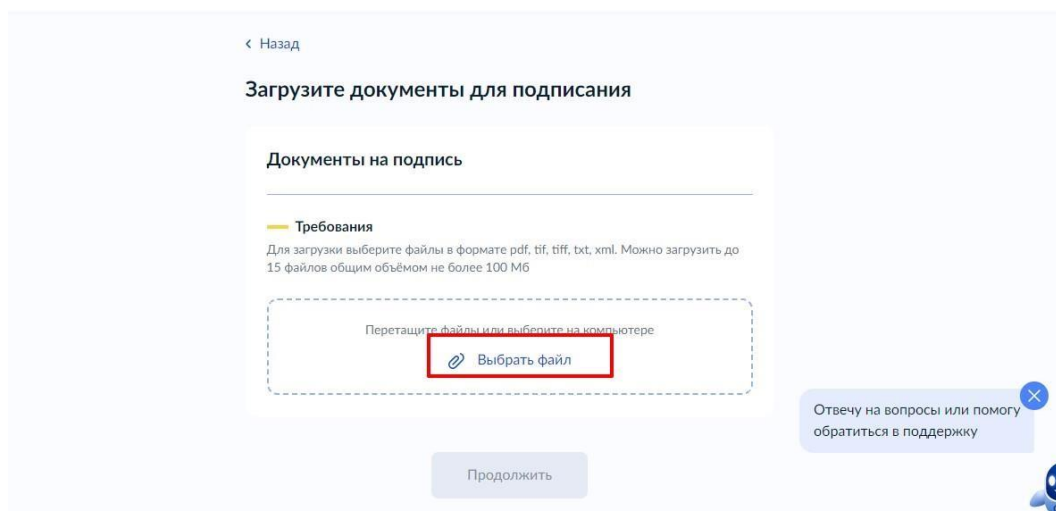 Назад
Загрузите документы для подписания
Документы на подпись
Требования
Для загрузки выберите файлы в формате pdf, tif, tiff, txt, xml. Можно загрузить до
15 файлов общим объёмом не более 100 Мб
Перетащите файлы или выберите на компьютере
Выбрать файл
Отвечу на вопросы или помогу
обратиться в поддержку
Продолжить